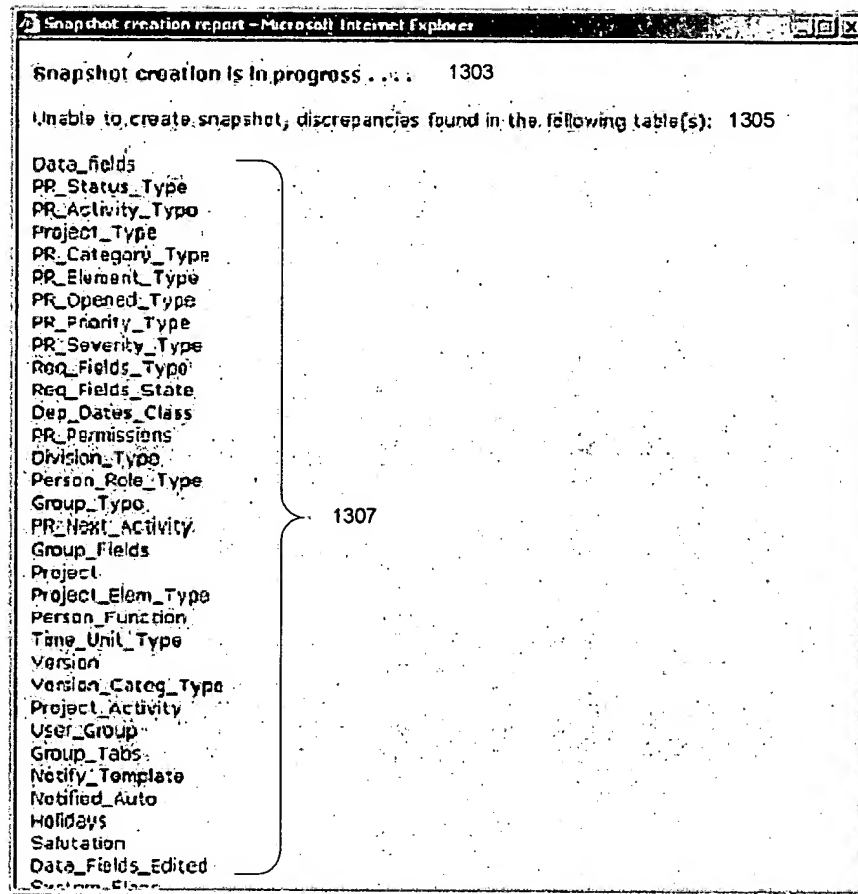 Snapshot creation report - Microsoft Internet Explorer
Snapshot creation is in progress . . . . 1303
Unable to create snapshot, discrepancies found in the following table(s): 1305
Data_fields
PR_Status_Type
PR_Activity_Type
Project_Type
PR_Category_Type
PR_Element_Type
PR_Opened_Type
PR_Priority_Type
PR_Severity_Type
Req_Fields_Type
Req_Fields_State
Dep_Dates_Class
PR_Permissions
Division_Type
Person_Role_Type
Group_Type
PR_Next_Activity
1307
Group_Fields
Project
Project_Elem_Type
Person_Function
Time_Unit_Type
Version
Version_Categ_Type
Project_Activity
User_Group
Group_Tabs
Notify_Template
Notified_Auto
Holidays
Salutation
Data_Fields_Edited